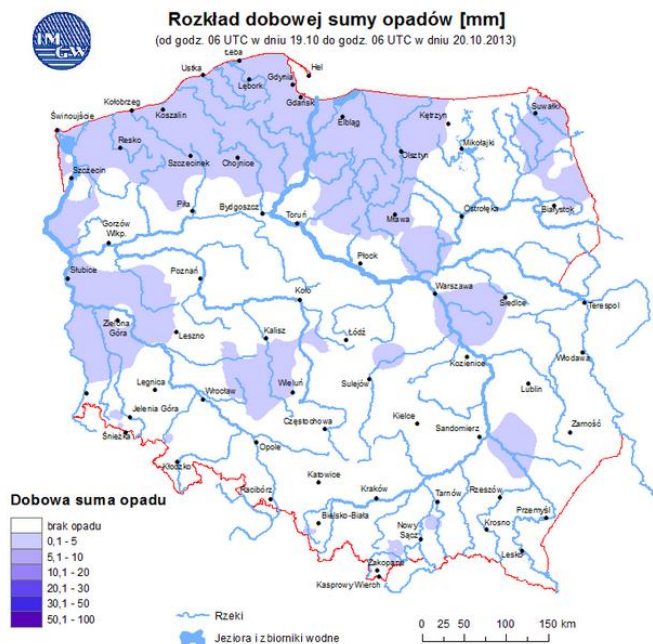 IM
GW
Rozkład dobowej sumy opadów [mm]
(od godz. 06 UTC w dniu 19.10 do godz. 06 UTC w dniu 20.10.2013)
Łeba
Hel
Ustka
Gdynia
Lębork
Gdańsk
Kołobrzeg
Koszalin
Suwałki
Świnoujście
Elbląg
Kętrzyn
Resko
Mikołajki
Szczecinek
Chojnice
Olsztyn
Szczecin
Piła
Bydgoszcz
Toruń
Mława
Ostrołęka
Białystok
Gorzów
Wlkp.
Płock
Słubice
Poznań
Koło
Warszawa
Siedlce
Terespol
Zielona
Góra
Leszno
Kalisz
Łódź
Kozienice
Włodawa
Legnica
Wrocław
Wieluń
Sulejów
Lublin
Jelenia Góra
Śnieżka
Częstochowa
Kielce
Sandomierz
Zamość
Kłodzko
Opole
Katowice
Racibórz
Kraków
Tarnów
Rzeszów
Przemyśl
Bielsko-Biała
Nowy
Sącz
Krosno
Lesko
Zakopane
Kasprowy Wierch
Dobowa suma opadu
brak opadu
0,1 - 5
5,1 - 10
10,1 - 20
20,1 - 30
30,1 - 50
50,1 - 100
Rzeki
Jeziora i zbiorniki wodne
0 25 50 100 150 km